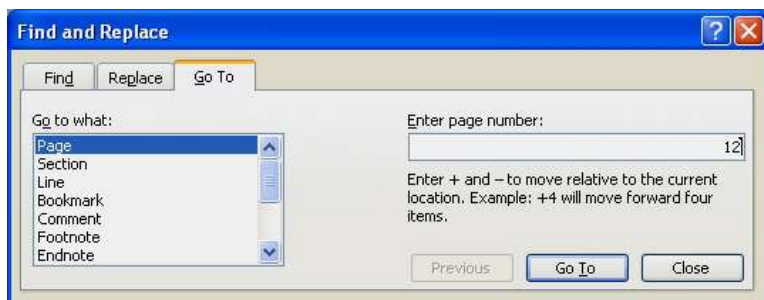 Find and Replace
Find Replace Go To
Go to what:
Page
Section
Line
Bookmark
Comment
Footnote
Endnote
Enter page number:
12
Enter + and – to move relative to the current
location. Example: +4 will move forward four
items.
Previous Go To Close